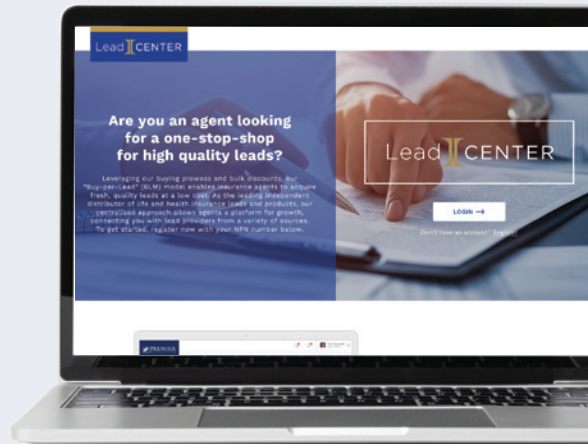 Lead CENTER
Are you an agent looking
for a one-stop-shop
for high quality leads?
Leveraging our buying prowess and bulk discounts, our
"Buy-per-Lead" (BLM) model enables insurance agents to acquire
fresh, quality leads at a low cost. As the leading independent
distributor of life and health insurance leads and products, our
centralized approach allows agents a platform for growth,
connecting you with lead providers from a variety of sources.
To get started, register now with your NPN number below.
Lead CENTER
LOGIN
Don't have an account? Register